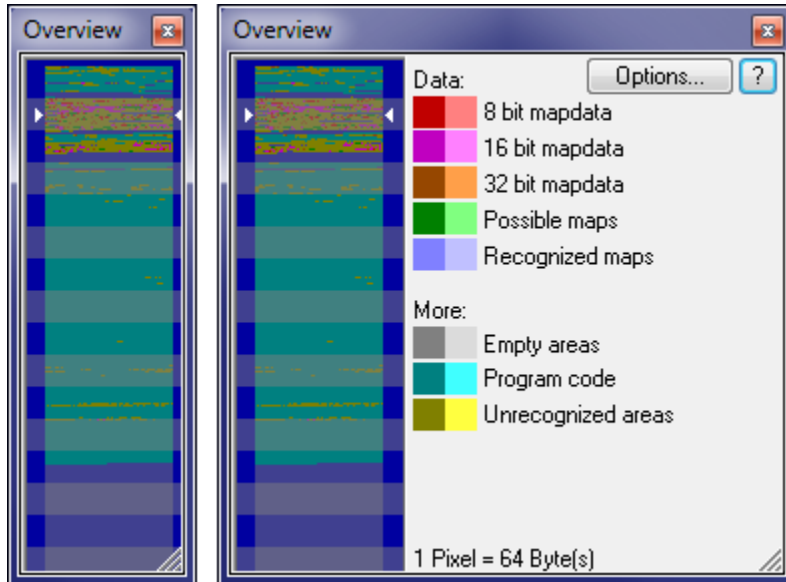 Overview
Overview
Data:
Options...
?
8 bit mapdata
16 bit mapdata
32 bit mapdata
Possible maps
Recognized maps
More:
Empty areas
Program code
Unrecognized areas
1 Pixel = 64 Byte(s)